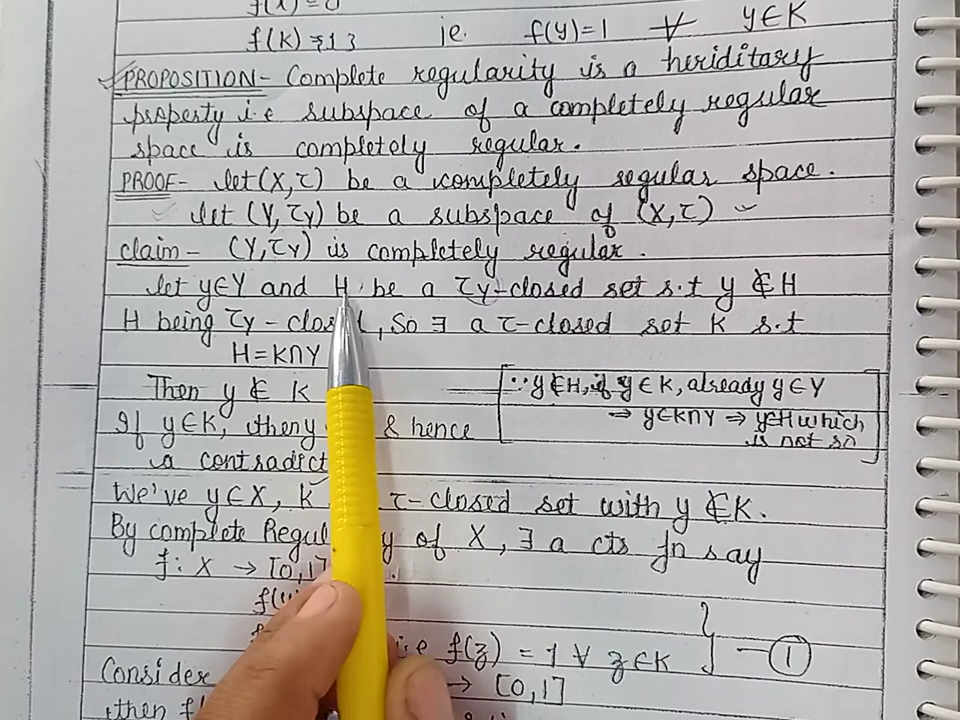 f(x)=0
f(K)={1} ie. f(y)=1 ∀ y∈K
PROPOSITION- Complete regularity is a heriditary
property i.e subspace of a completely regular
space is completely regular.
PROOF- let (X,τ) be a completely regular space.
let (Y,τY) be a subspace of (X,τ)
claim- (Y,τY) is completely regular.
let y∈Y and H be a τY-closed set s.t y∉H
H being τY-closed, So ∃ a τ-closed set K s.t
H=K∩Y
Then y∉K
∵ y∉H, if y∈K, already y∈Y
⇒ y∈K∩Y ⇒ y∈H which
is not so
If y∈K, then y & hence
a contradict
We've y∈X, K τ-closed set with y∉K.
By complete Regul y of X, ∃ a cts fn say
f: X → [0,1]
i.e f(z) = 1 ∀ z∈K
①
Consider → [0,1]
then